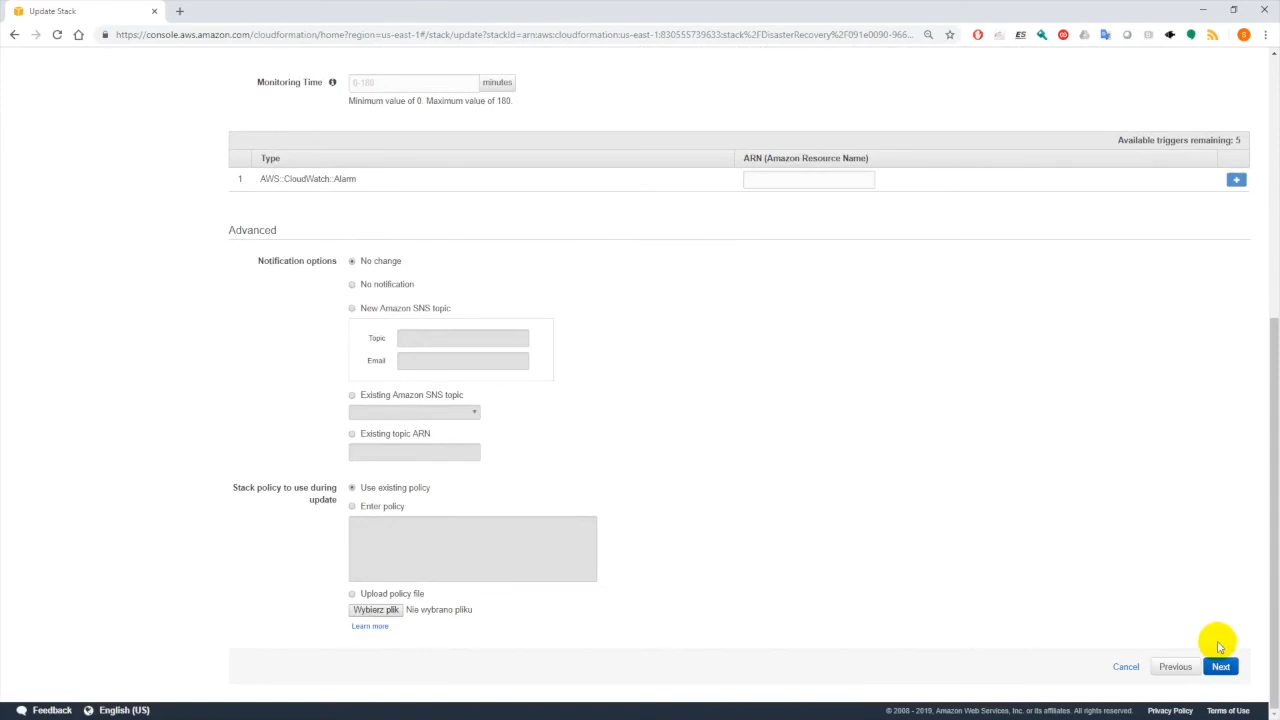 Update Stack
https://console.aws.amazon.com/cloudformation/home?region=us-east-1#/stack/update?stackId=arn:aws:cloudformation:us-east-1:830555739633:stack%2FDisasterRecovery%2F091e0090-966...
ES
S
Monitoring Time
0-180
minutes
Minimum value of 0. Maximum value of 180.
Available triggers remaining: 5
Type
ARN (Amazon Resource Name)
1
AWS::CloudWatch::Alarm
Advanced
Notification options
No change
No notification
New Amazon SNS topic
Topic
Email
Existing Amazon SNS topic
Existing topic ARN
Stack policy to use during
update
Use existing policy
Enter policy
Upload policy file
Wybierz plik Nie wybrano pliku
Learn more
Cancel
Previous
Next
Feedback
English (US)
© 2008 - 2019, Amazon Web Services, Inc. or its affiliates. All rights reserved.
Privacy Policy
Terms of Use